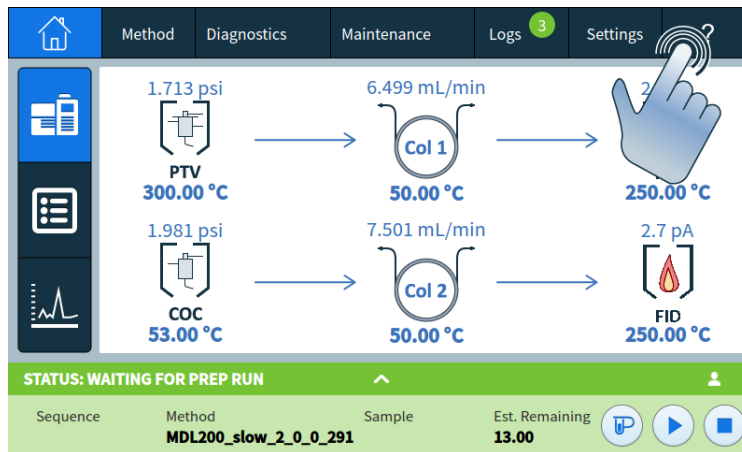 Method Diagnostics Maintenance Logs 3 Settings ?
1.713 psi 6.499 mL/min 2
Col 1
PTV
300.00 °C 50.00 °C 250.00 °C
1.981 psi 7.501 mL/min 2.7 pA
Col 2
COC FID
53.00 °C 50.00 °C 250.00 °C
STATUS: WAITING FOR PREP RUN
Sequence Method Sample Est. Remaining
MDL200_slow_2_0_0_291 13.00
P